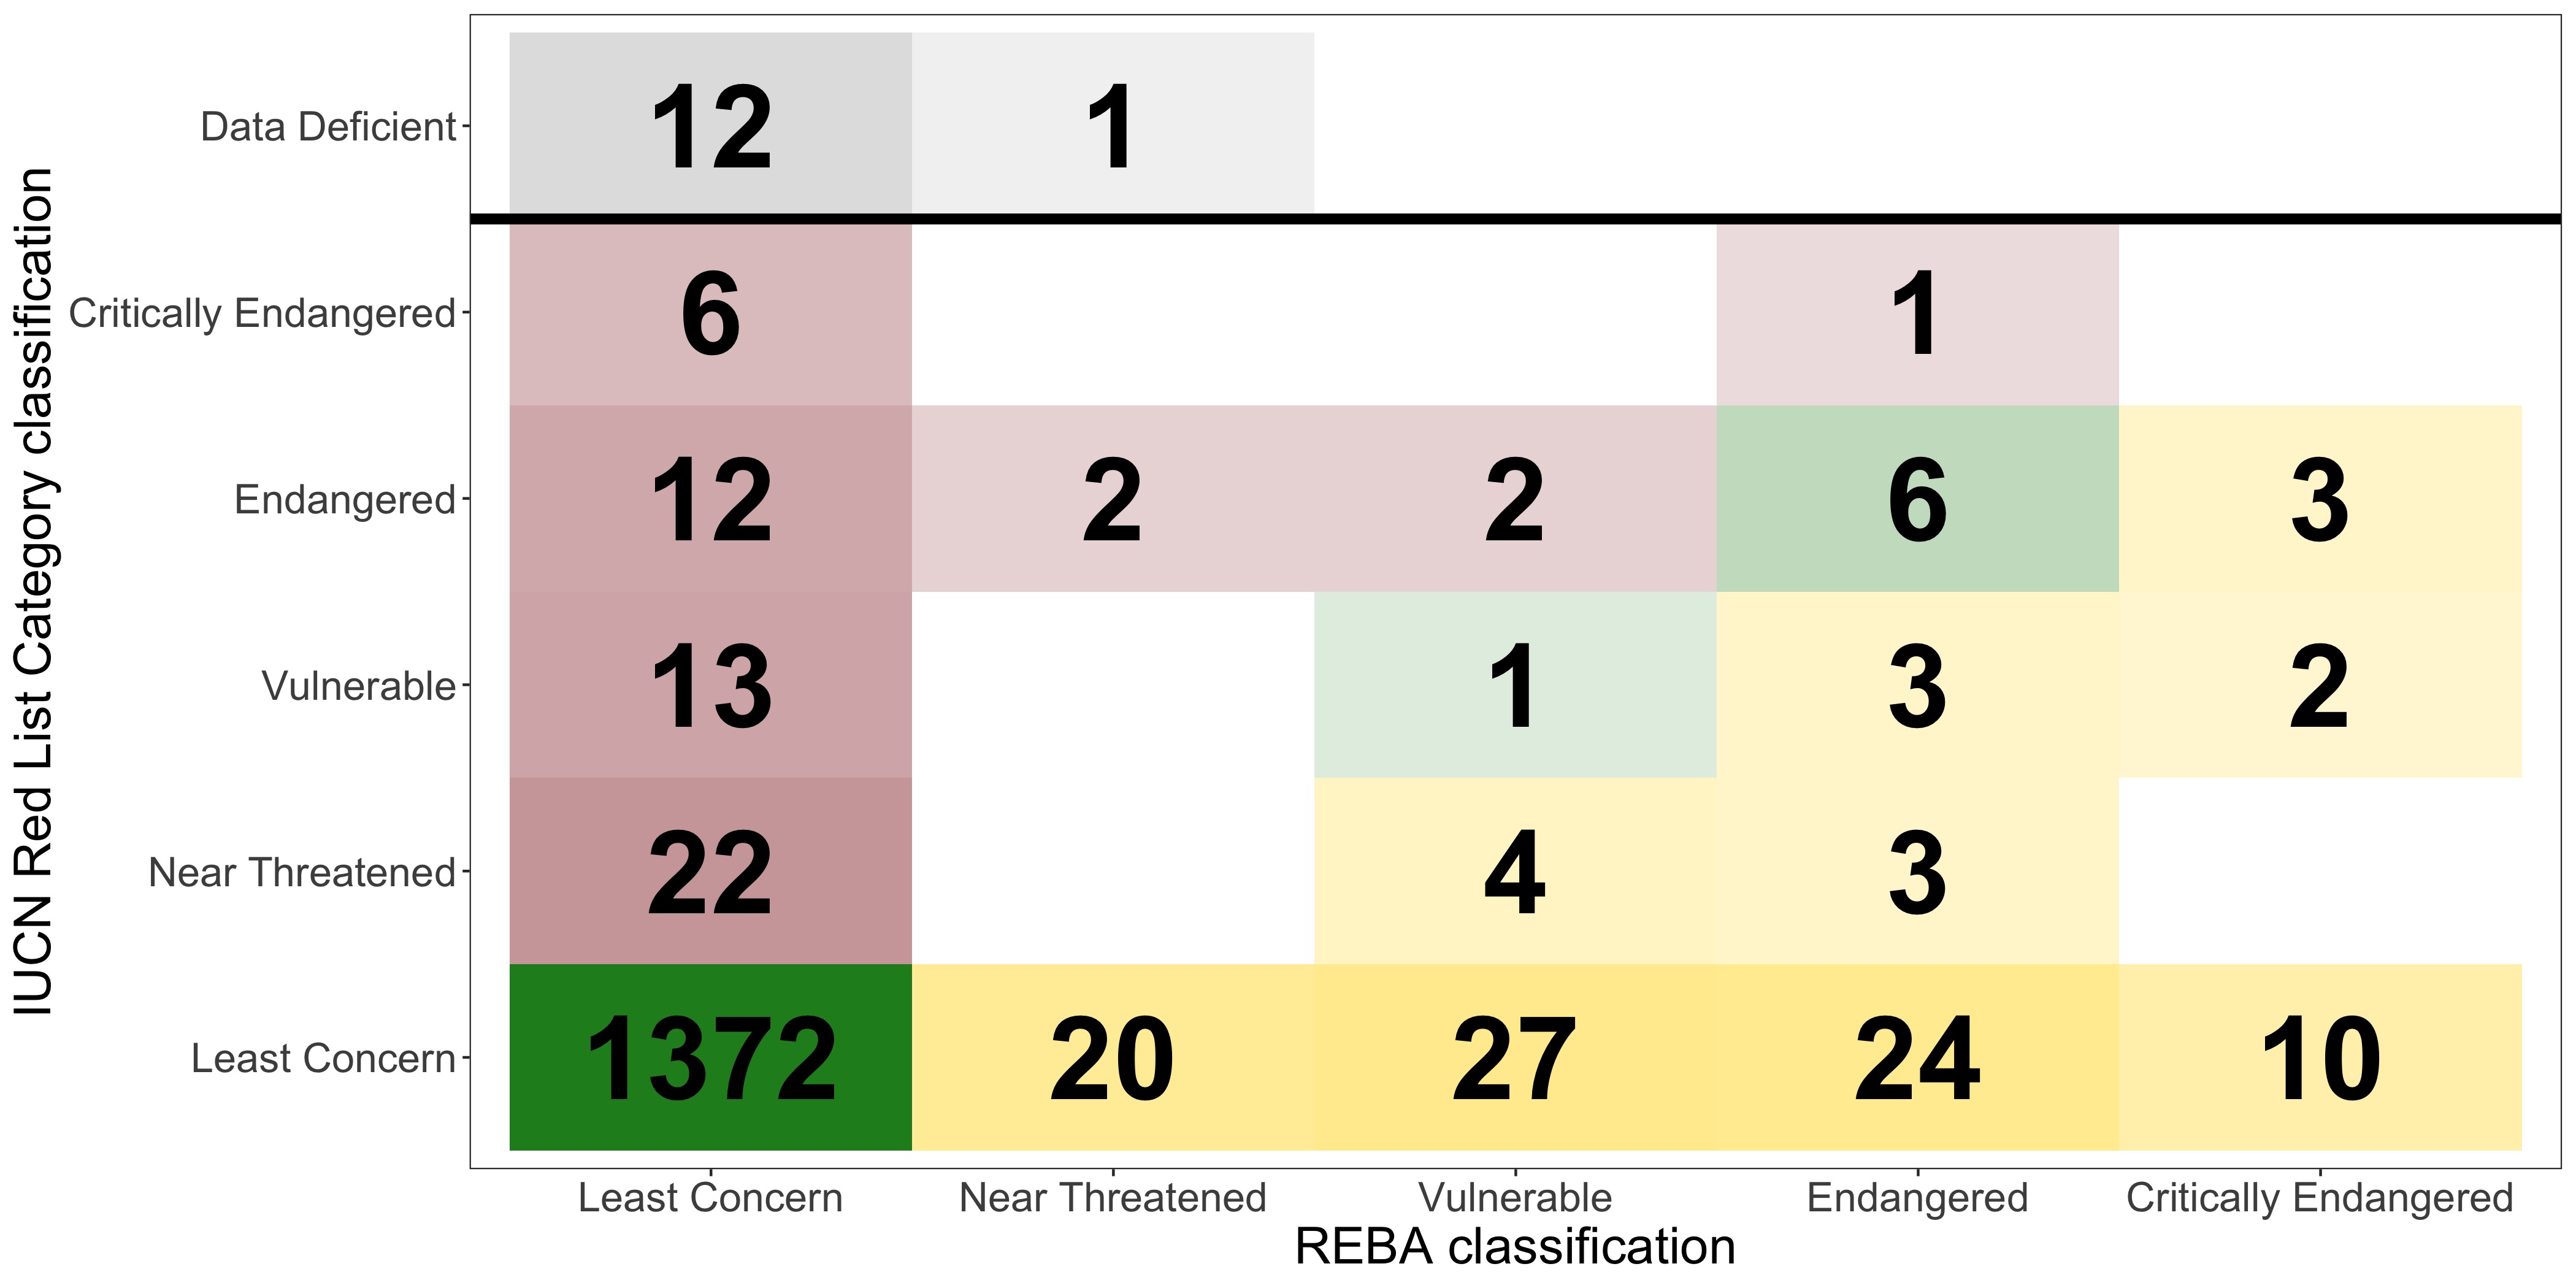 IUCN Red List Category classification
Data Deficient 12 1
Critically Endangered 6 1
Endangered 12 2 2 6 3
Vulnerable 13 1 3 2
Near Threatened 22 4 3
Least Concern 1372 20 27 24 10
Least Concern Near Threatened Vulnerable Endangered Critically Endangered
REBA classification